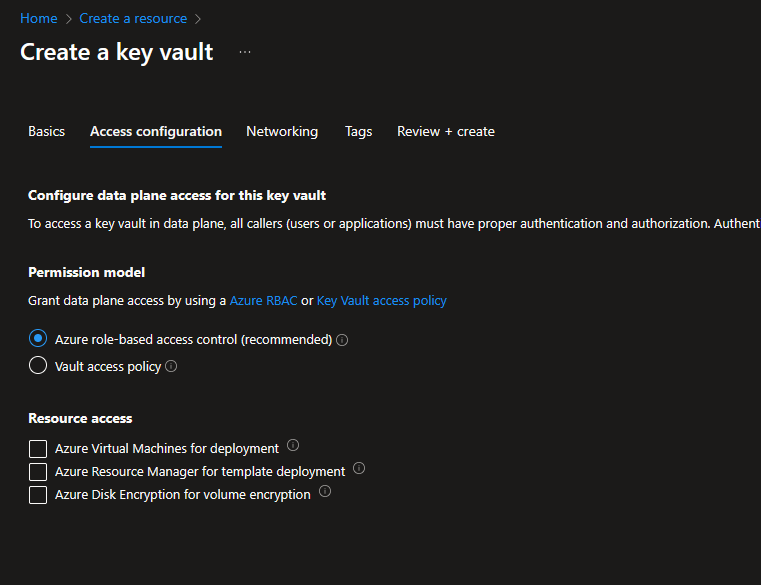 Home > Create a resource >
Create a key vault ...
Basics Access configuration Networking Tags Review + create
Configure data plane access for this key vault
To access a key vault in data plane, all callers (users or applications) must have proper authentication and authorization. Authent
Permission model
Grant data plane access by using a Azure RBAC or Key Vault access policy
Azure role-based access control (recommended)
Vault access policy
Resource access
Azure Virtual Machines for deployment
Azure Resource Manager for template deployment
Azure Disk Encryption for volume encryption